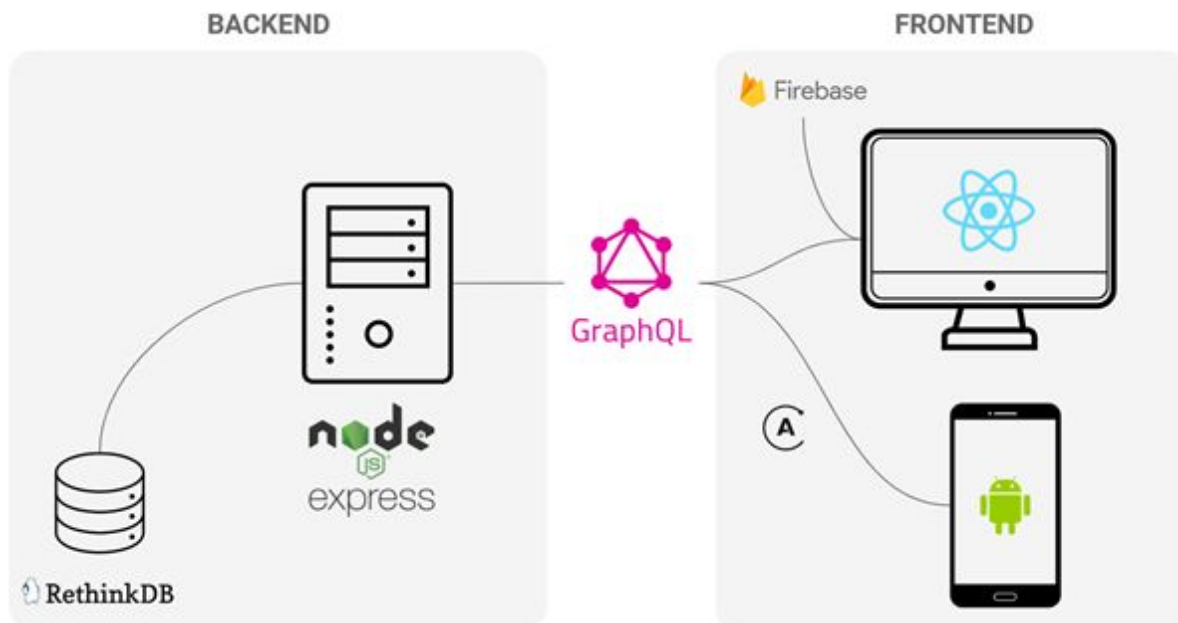 BACKEND
FRONTEND
Firebase
GraphQL
A
node
JS
express
RethinkDB